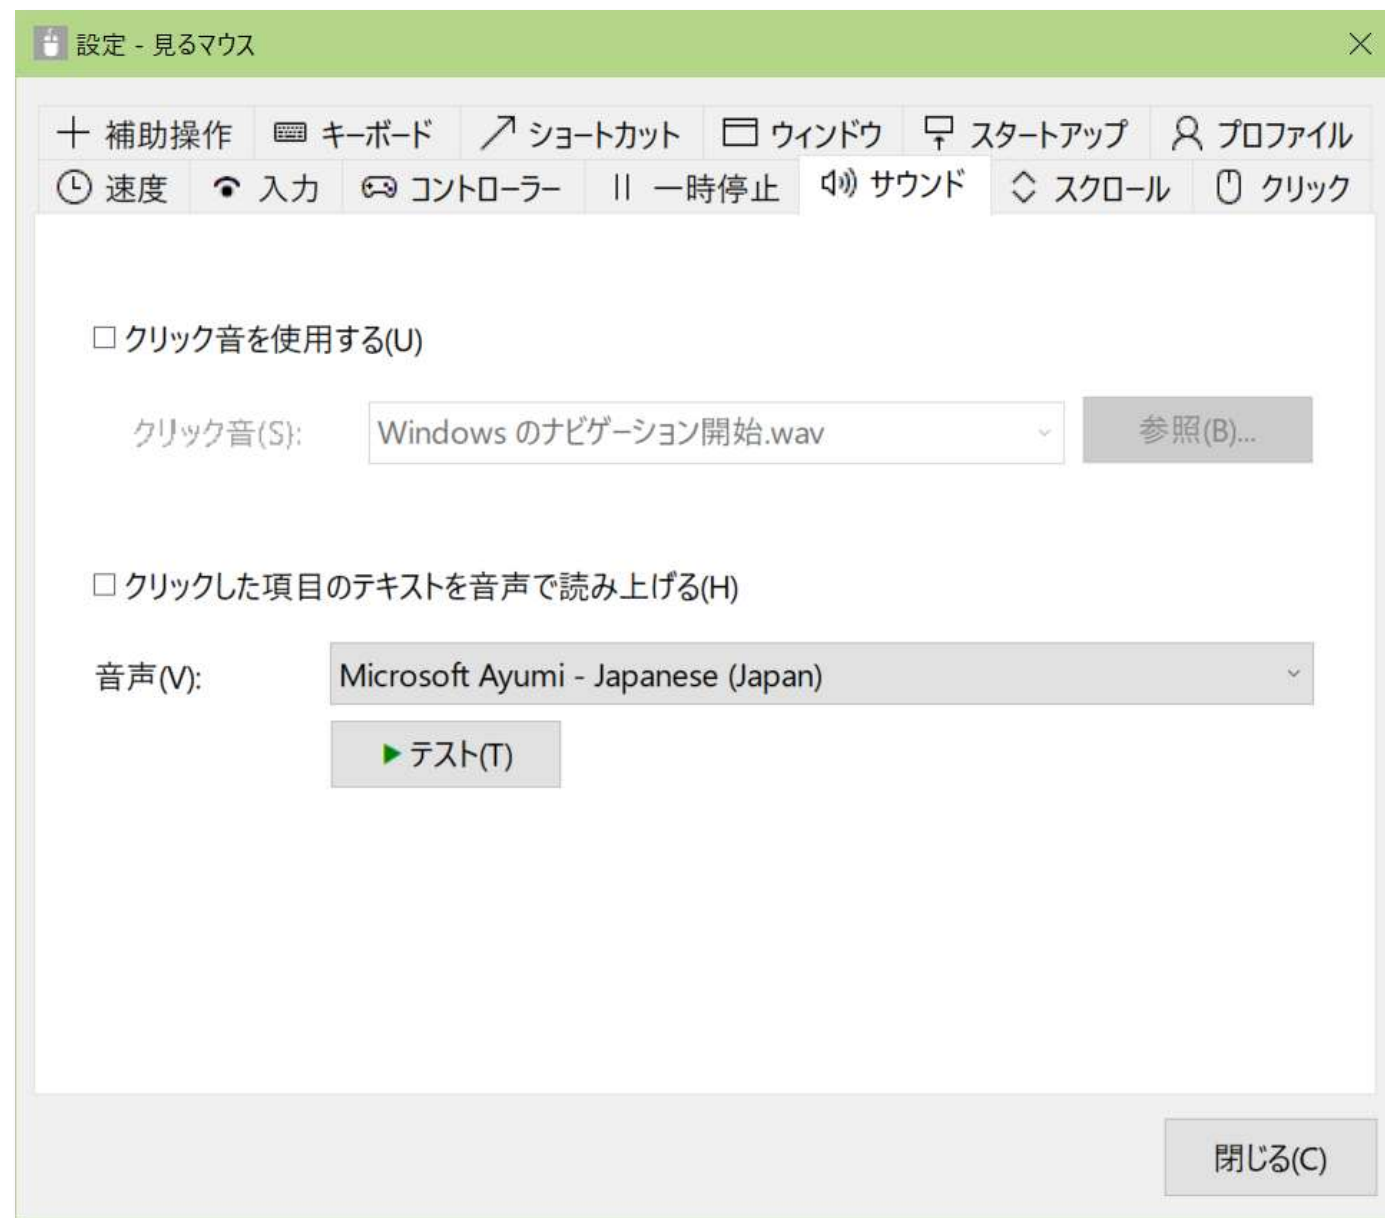 設定 - 見るマウス
補助操作 キーボード ショートカット ウィンドウ スタートアップ プロファイル
速度 入力 コントローラー 一時停止 サウンド スクロール クリック
クリック音を使用する(U)
クリック音(S): Windows のナビゲーション開始.wav 参照(B)...
クリックした項目のテキストを音声で読み上げる(H)
音声(V): Microsoft Ayumi - Japanese (Japan)
テスト(T)
閉じる(C)